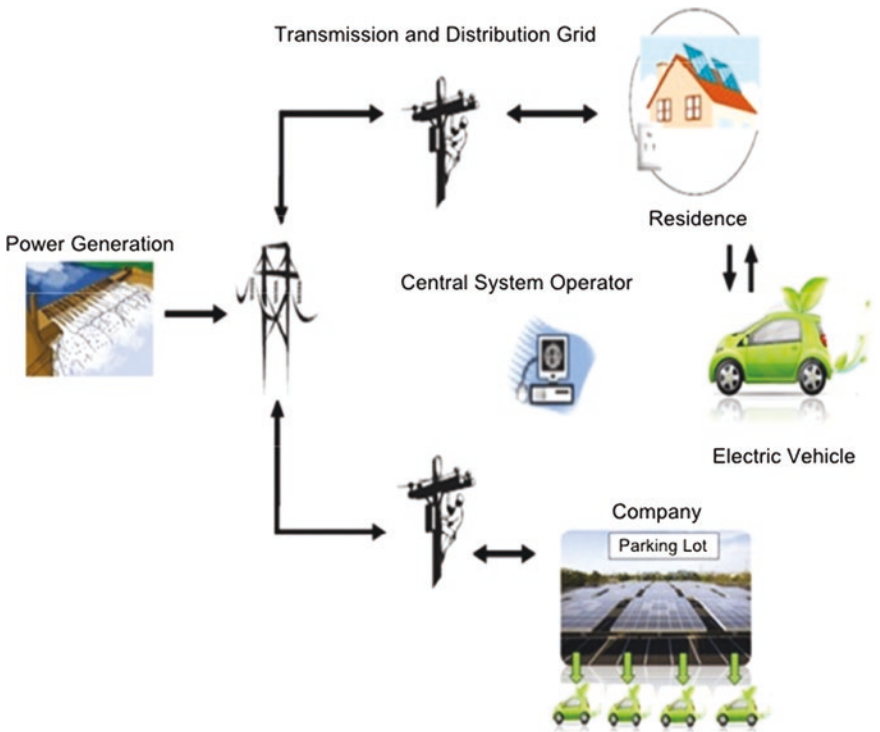 Transmission and Distribution Grid
Residence
Power Generation
Central System Operator
Electric Vehicle
Company
Parking Lot